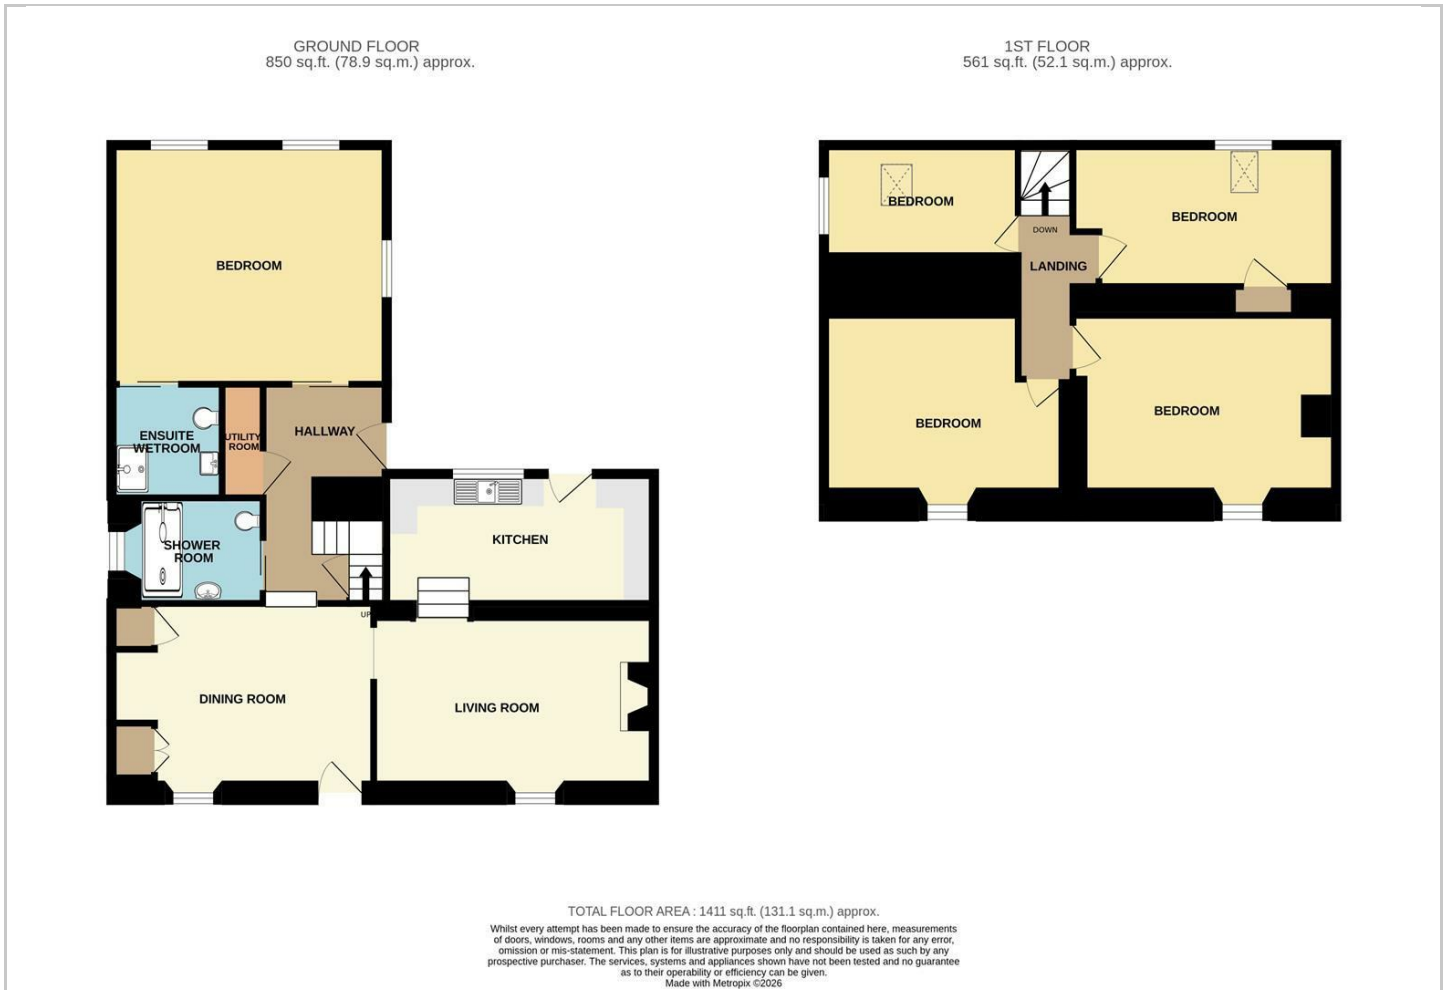 GROUND FLOOR
850 sq.ft. (78.9 sq.m.) approx.
1ST FLOOR
561 sq.ft. (52.1 sq.m.) approx.
BEDROOM
ENSUITE
WETROOM
UTILITY
ROOM
HALLWAY
SHOWER
ROOM
KITCHEN
UP
DINING ROOM
LIVING ROOM
BEDROOM
BEDROOM
DOWN
LANDING
BEDROOM
BEDROOM
TOTAL FLOOR AREA : 1411 sq.ft. (131.1 sq.m.) approx.
Whilst every attempt has been made to ensure the accuracy of the floorplan contained here, measurements
of doors, windows, rooms and any other items are approximate and no responsibility is taken for any error,
omission or mis-statement. This plan is for illustrative purposes only and should be used as such by any
prospective purchaser. The services, systems and appliances shown have not been tested and no guarantee
as to their operability or efficiency can be given.
Made with Metropix ©2026